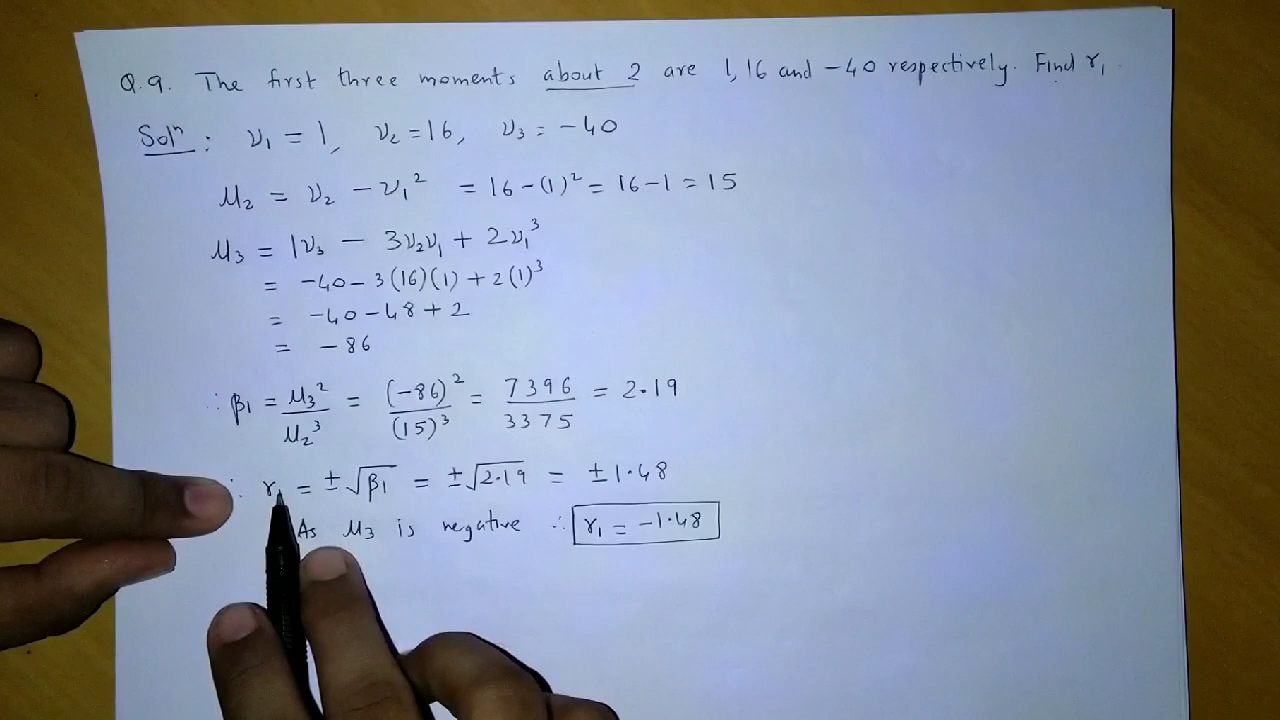 Q.9. The first three moments about 2 are 1, 16 and -40 respectively. Find γ₁.
Solⁿ : ν₁ = 1, ν₂ = 16, ν₃ = -40
μ₂ = ν₂ - ν₁² = 16 - (1)² = 16 - 1 = 15
μ₃ = 1ν₃ - 3ν₂ν₁ + 2ν₁³
= -40 - 3(16)(1) + 2(1)³
= -40 - 48 + 2
= -86
∴ β₁ = μ₃²/μ₂³ = (-86)²/(15)³ = 7396/3375 = 2.19
∴ γ₁ = ±√β₁ = ±√2.19 = ±1.48
As μ₃ is negative ∴ γ₁ = -1.48